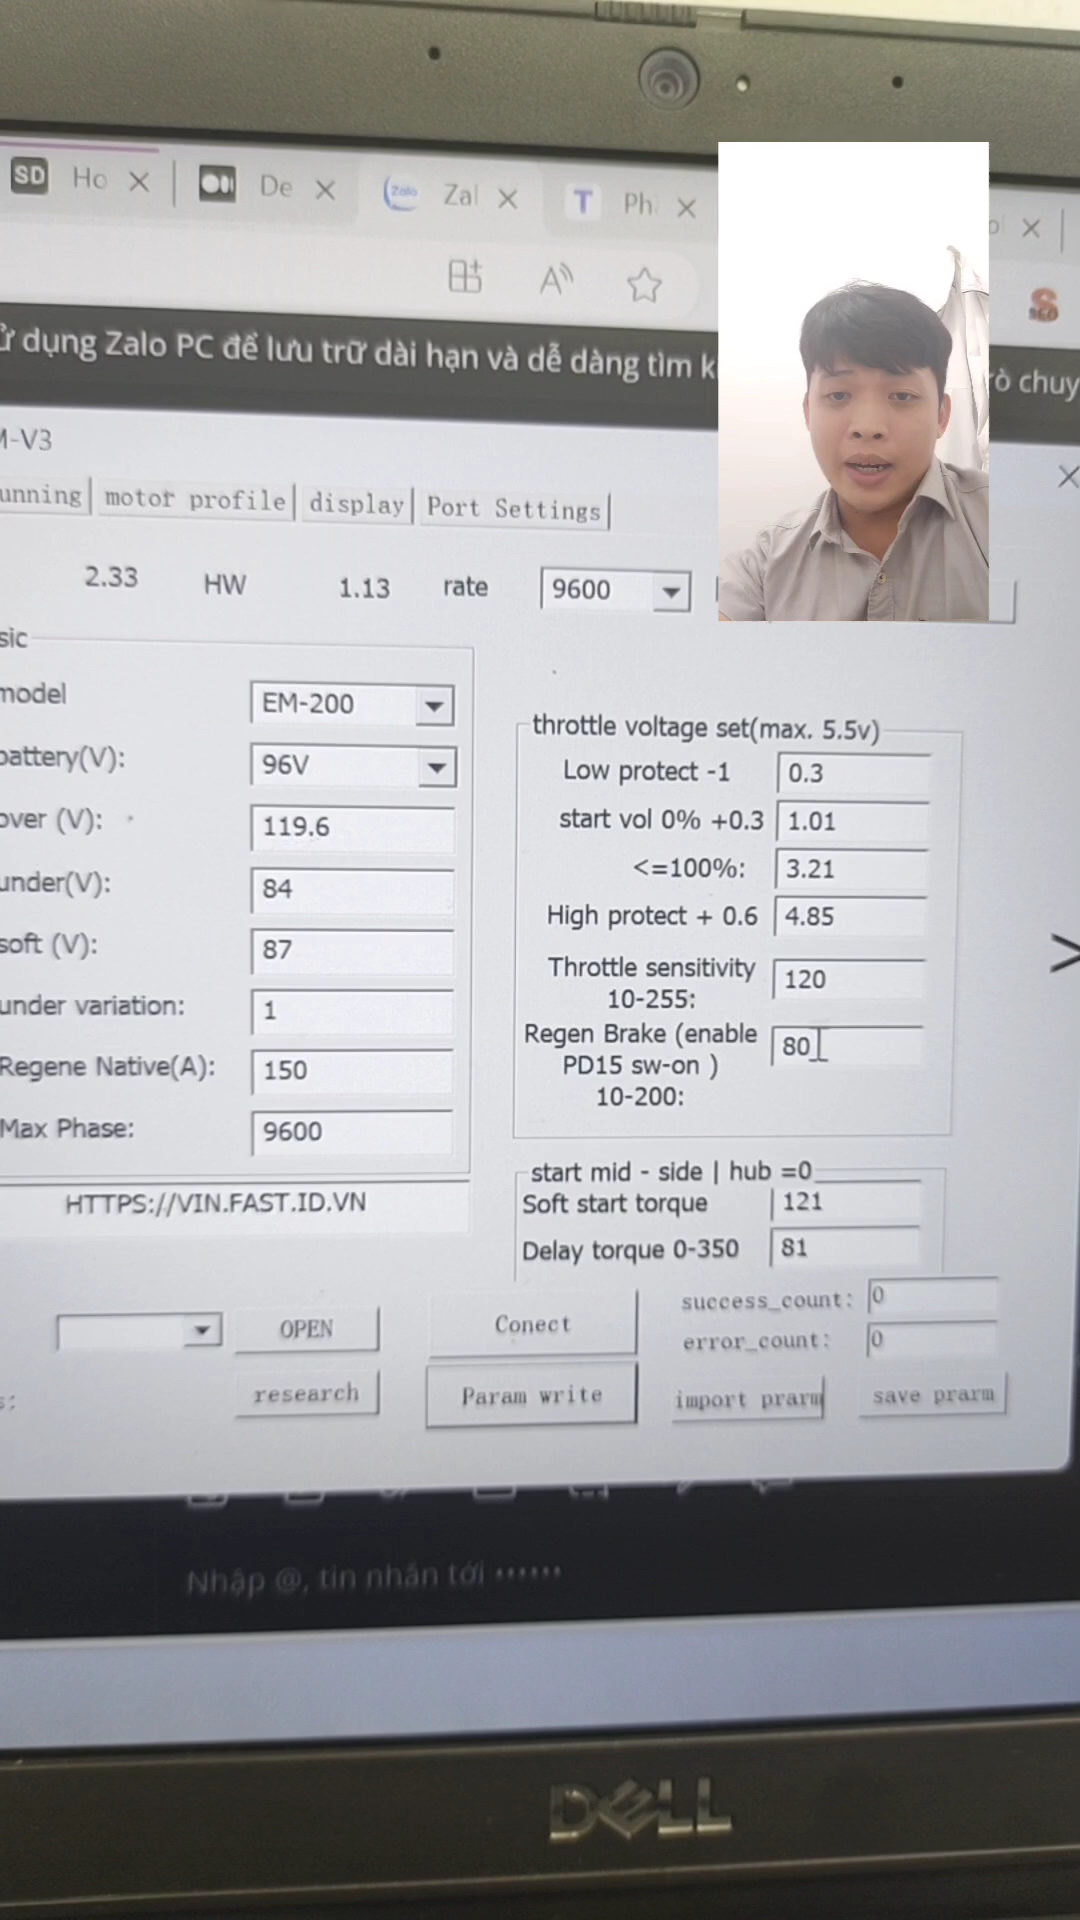 SD Ho
De
Zalo Zal
T Ph
ử dụng Zalo PC để lưu trữ dài hạn và dễ dàng tìm k
rò chuy
M-V3
unning
motor profile
display
Port Settings
2.33 HW 1.13 rate 9600
sic
model EM-200
battery(V): 96V
over (V): 119.6
under(V): 84
soft (V): 87
under variation: 1
Regene Native(A): 150
Max Phase: 9600
HTTPS://VIN.FAST.ID.VN
throttle voltage set(max. 5.5v)
Low protect -1 0.3
start vol 0% +0.3 1.01
<=100%: 3.21
High protect + 0.6 4.85
Throttle sensitivity
10-255: 120
Regen Brake (enable
PD15 sw-on ) 80
10-200:
start mid - side | hub =0
Soft start torque 121
Delay torque 0-350 81
OPEN
Conect
success_count: 0
error_count: 0
research
Param write
import prarm
save prarm
Nhập @, tin nhắn tới ······
DELL